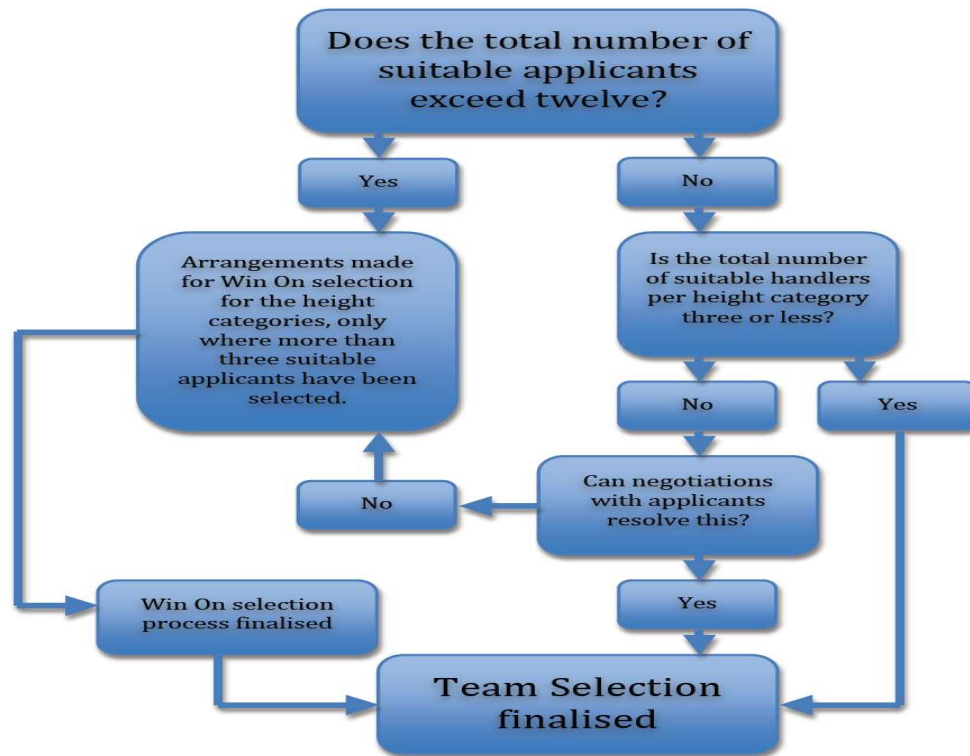 Does the total number of
suitable applicants
exceed twelve?
Yes
No
Arrangements made
for Win On selection
for the height
categories, only
where more than
three suitable
applicants have been
selected.
Is the total number
of suitable handlers
per height category
three or less?
No
Yes
Can negotiations
with applicants
resolve this?
No
Yes
Win On selection
process finalised
Team Selection
finalised